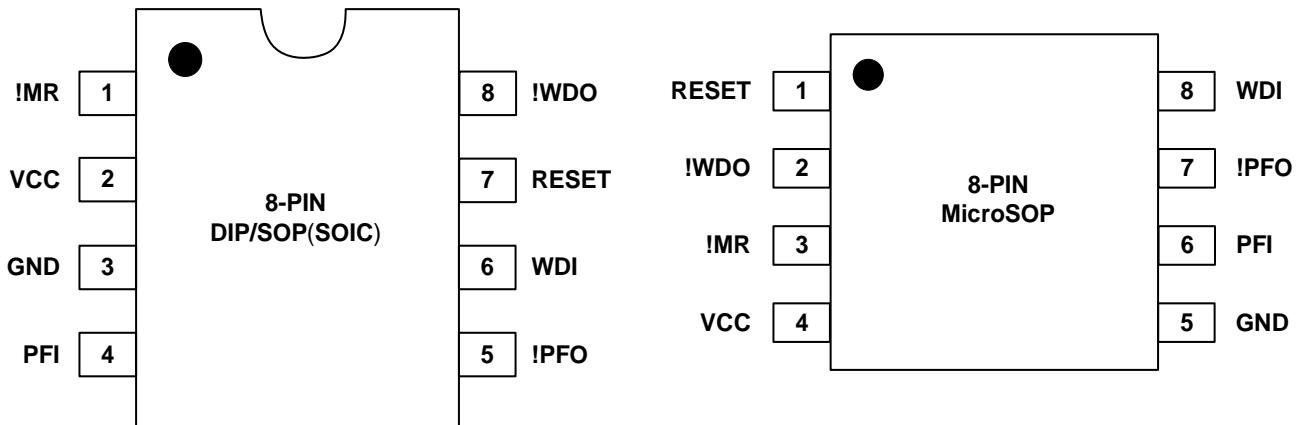 !MR 1
8 !WDO
VCC 2
7 RESET
8-PIN
DIP/SOP(SOIC)
GND 3
6 WDI
PFI 4
5 !PFO
RESET 1
8 WDI
!WDO 2
7 !PFO
8-PIN
MicroSOP
!MR 3
6 PFI
VCC 4
5 GND